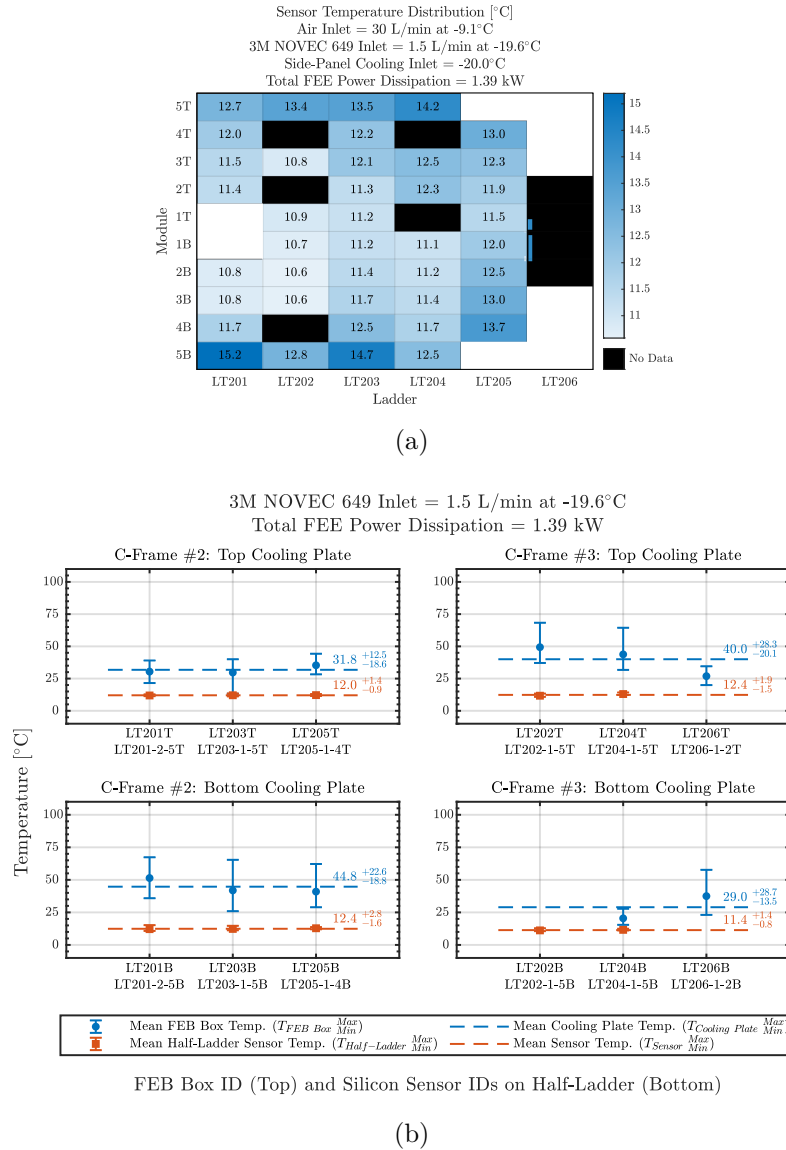 Sensor Temperature Distribution [°C]
Air Inlet = 30 L/min at -9.1°C
3M NOVEC 649 Inlet = 1.5 L/min at -19.6°C
Side-Panel Cooling Inlet = -20.0°C
Total FEE Power Dissipation = 1.39 kW
5T 12.7 13.4 13.5 14.2
4T 12.0 12.2 13.0
3T 11.5 10.8 12.1 12.5 12.3
2T 11.4 11.3 12.3 11.9
1T 10.9 11.2 11.5
1B 10.7 11.2 11.1 12.0
2B 10.8 10.6 11.4 11.2 12.5
3B 10.8 10.6 11.7 11.4 13.0
4B 11.7 12.5 11.7 13.7
5B 15.2 12.8 14.7 12.5
Module
LT201 LT202 LT203 LT204 LT205 LT206
Ladder
15
14.5
14
13.5
13
12.5
12
11.5
11
No Data
(a)
3M NOVEC 649 Inlet = 1.5 L/min at -19.6°C
Total FEE Power Dissipation = 1.39 kW
Temperature [°C]
C-Frame #2: Top Cooling Plate
100
75
50
25
0
31.8 +12.5 -18.6
12.0 +1.4 -0.9
LT201T LT203T LT205T
LT201-2-5T LT203-1-5T LT205-1-4T
C-Frame #3: Top Cooling Plate
100
75
50
25
0
40.0 +28.3 -20.1
12.4 +1.9 -1.5
LT202T LT204T LT206T
LT202-1-5T LT204-1-5T LT206-1-2T
C-Frame #2: Bottom Cooling Plate
100
75
50
25
0
44.8 +22.6 -18.8
12.4 +2.8 -1.6
LT201B LT203B LT205B
LT201-2-5B LT203-1-5B LT205-1-4B
C-Frame #3: Bottom Cooling Plate
100
75
50
25
0
29.0 +28.7 -13.5
11.4 +1.4 -0.8
LT202B LT204B LT206B
LT202-1-5B LT204-1-5B LT206-1-2B
Mean FEB Box Temp. (T FEB Box Max Min)
Mean Cooling Plate Temp. (T Cooling Plate Max Min)
Mean Half-Ladder Sensor Temp. (T Half-Ladder Max Min)
Mean Sensor Temp. (T Sensor Max Min)
FEB Box ID (Top) and Silicon Sensor IDs on Half-Ladder (Bottom)
(b)